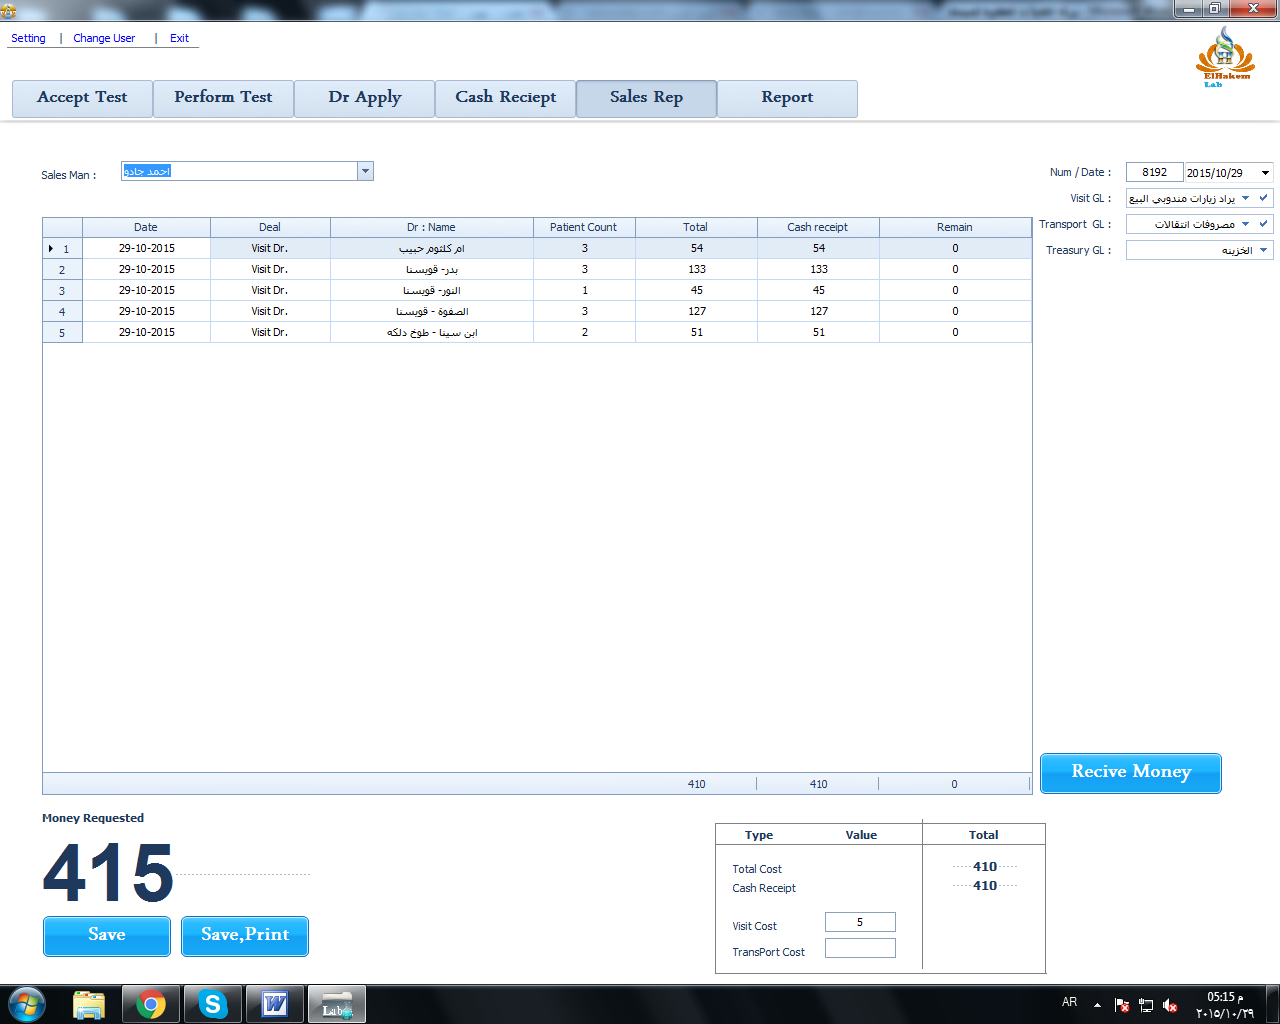 Setting | Change User | Exit
ElHakem
Lab
Accept Test Perform Test Dr Apply Cash Reciept Sales Rep Report
Sales Man : احمد جادو
Num / Date : 8192 2015/10/29
Visit GL : يراد زيارات مندوبي البيع
Transport GL : مصروفات انتقالات
Treasury GL : الخزينه
Date Deal Dr : Name Patient Count Total Cash receipt Remain
1 29-10-2015 Visit Dr. ام كلثوم حبيب 3 54 54 0
2 29-10-2015 Visit Dr. بدر- قويسنا 3 133 133 0
3 29-10-2015 Visit Dr. النور- قويسنا 1 45 45 0
4 29-10-2015 Visit Dr. الصفوة - قويسنا 3 127 127 0
5 29-10-2015 Visit Dr. ابن سينا - طوخ دلكه 2 51 51 0
410 410 0
Recive Money
Money Requested
415
Save Save,Print
Type Value Total
Total Cost 410
Cash Receipt 410
Visit Cost 5
TransPort Cost
Lab
AR
05:15 م
٢٠١٥/١٠/٢٩